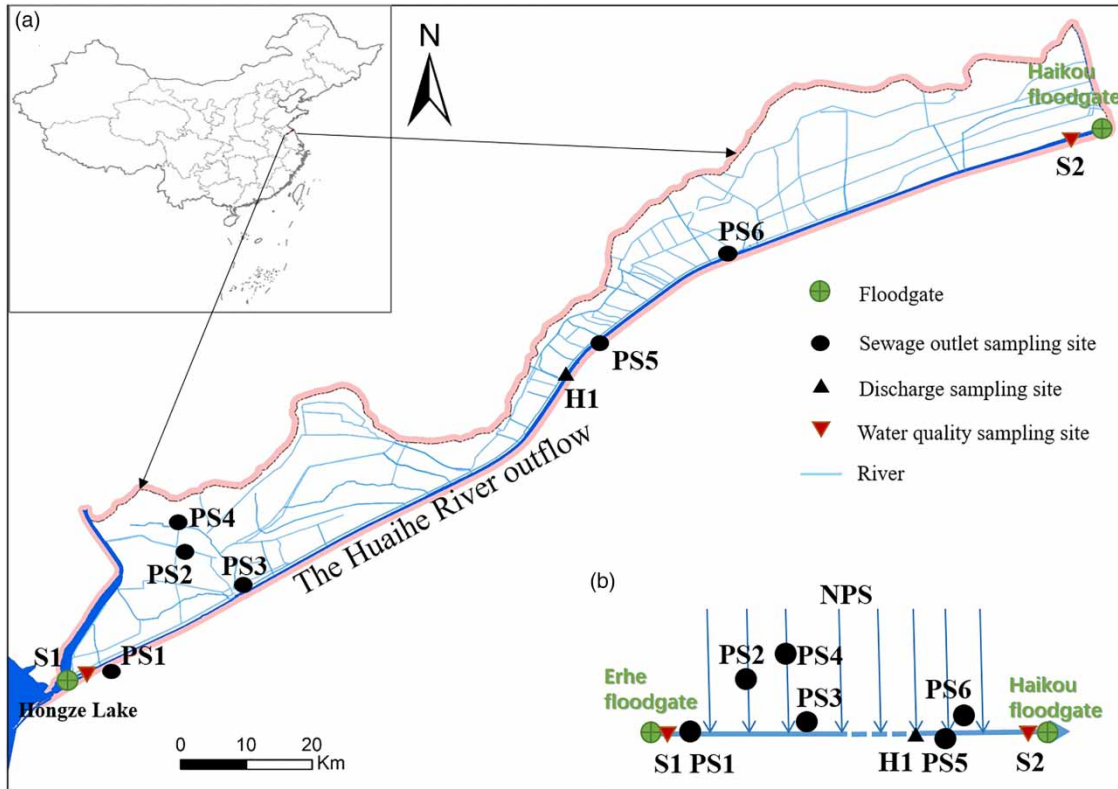 (a)
N
Haikou
floodgate
S2
PS6
Floodgate
PS5
Sewage outlet sampling site
H1
Discharge sampling site
Water quality sampling site
River
The Huaihe River outflow
PS4
PS2
PS3
S1
PS1
Hongze Lake
0 10 20
Km
(b)
NPS
PS2
PS4
PS3
PS6
Erhe
floodgate
Haikou
floodgate
S1 PS1
H1 PS5
S2